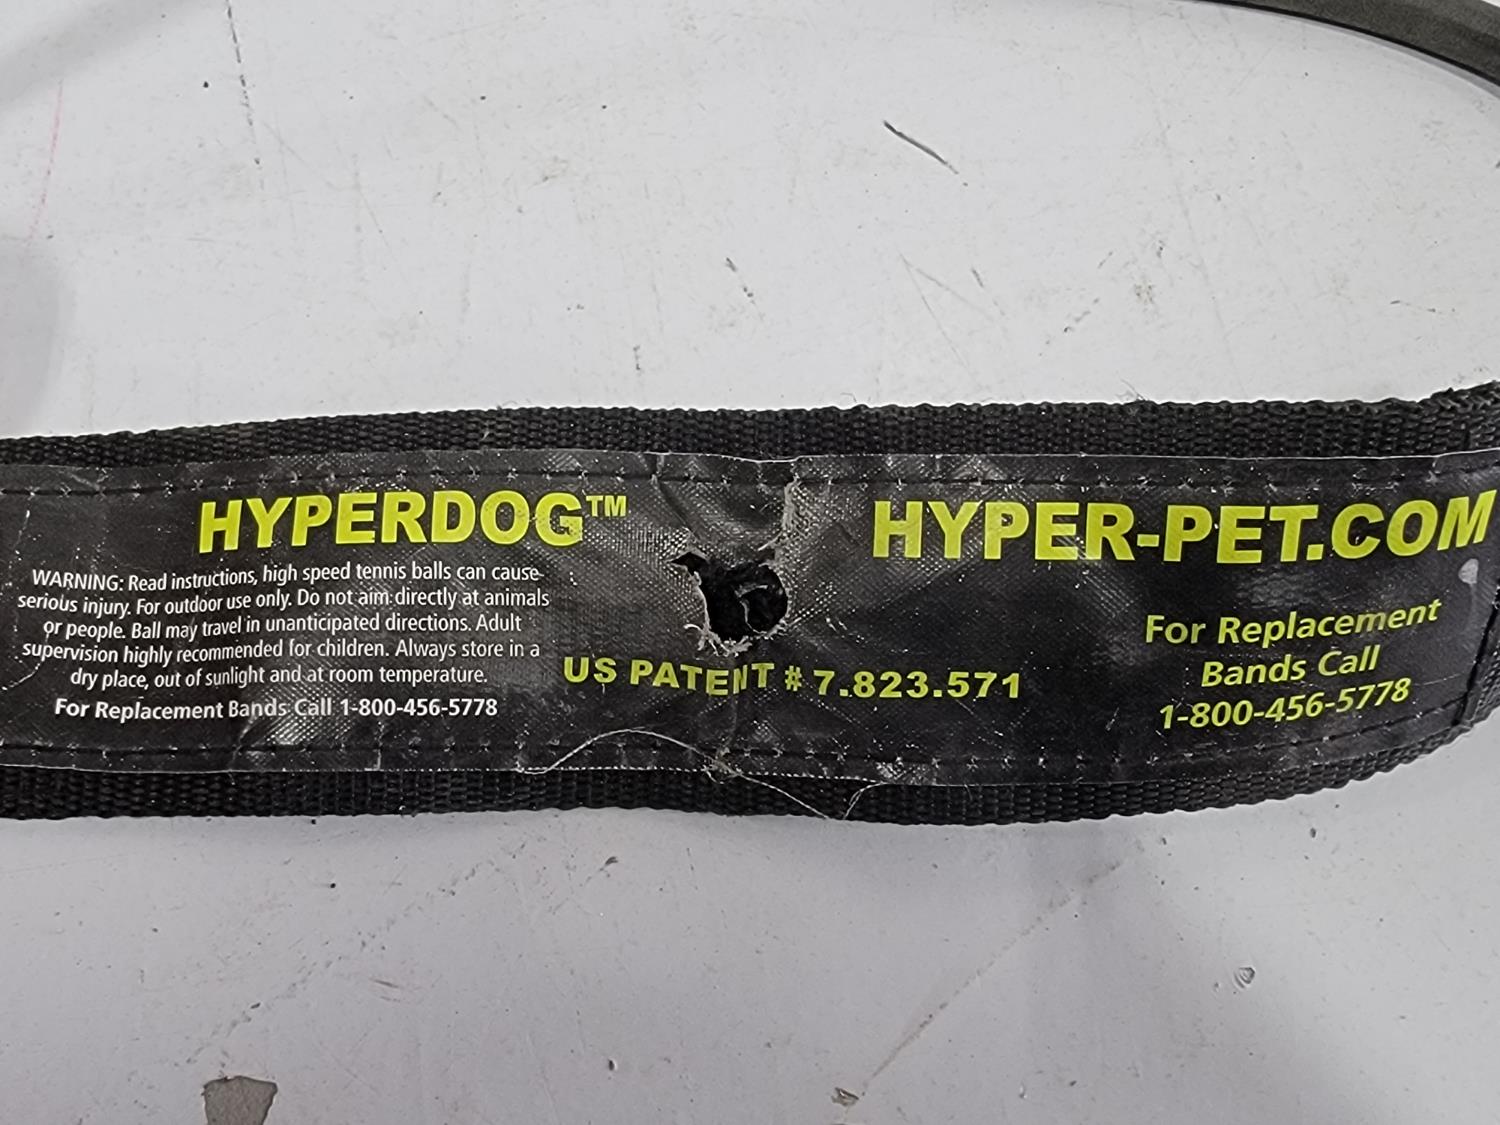 HYPERDOG™
WARNING: Read instructions, high speed tennis balls can cause
serious injury. For outdoor use only. Do not aim directly at animals
or people. Ball may travel in unanticipated directions. Adult
supervision highly recommended for children. Always store in a
dry place, out of sunlight and at room temperature.
For Replacement Bands Call 1-800-456-5778
US PATENT # 7.823.571
HYPER-PET.COM
For Replacement
Bands Call
1-800-456-5778